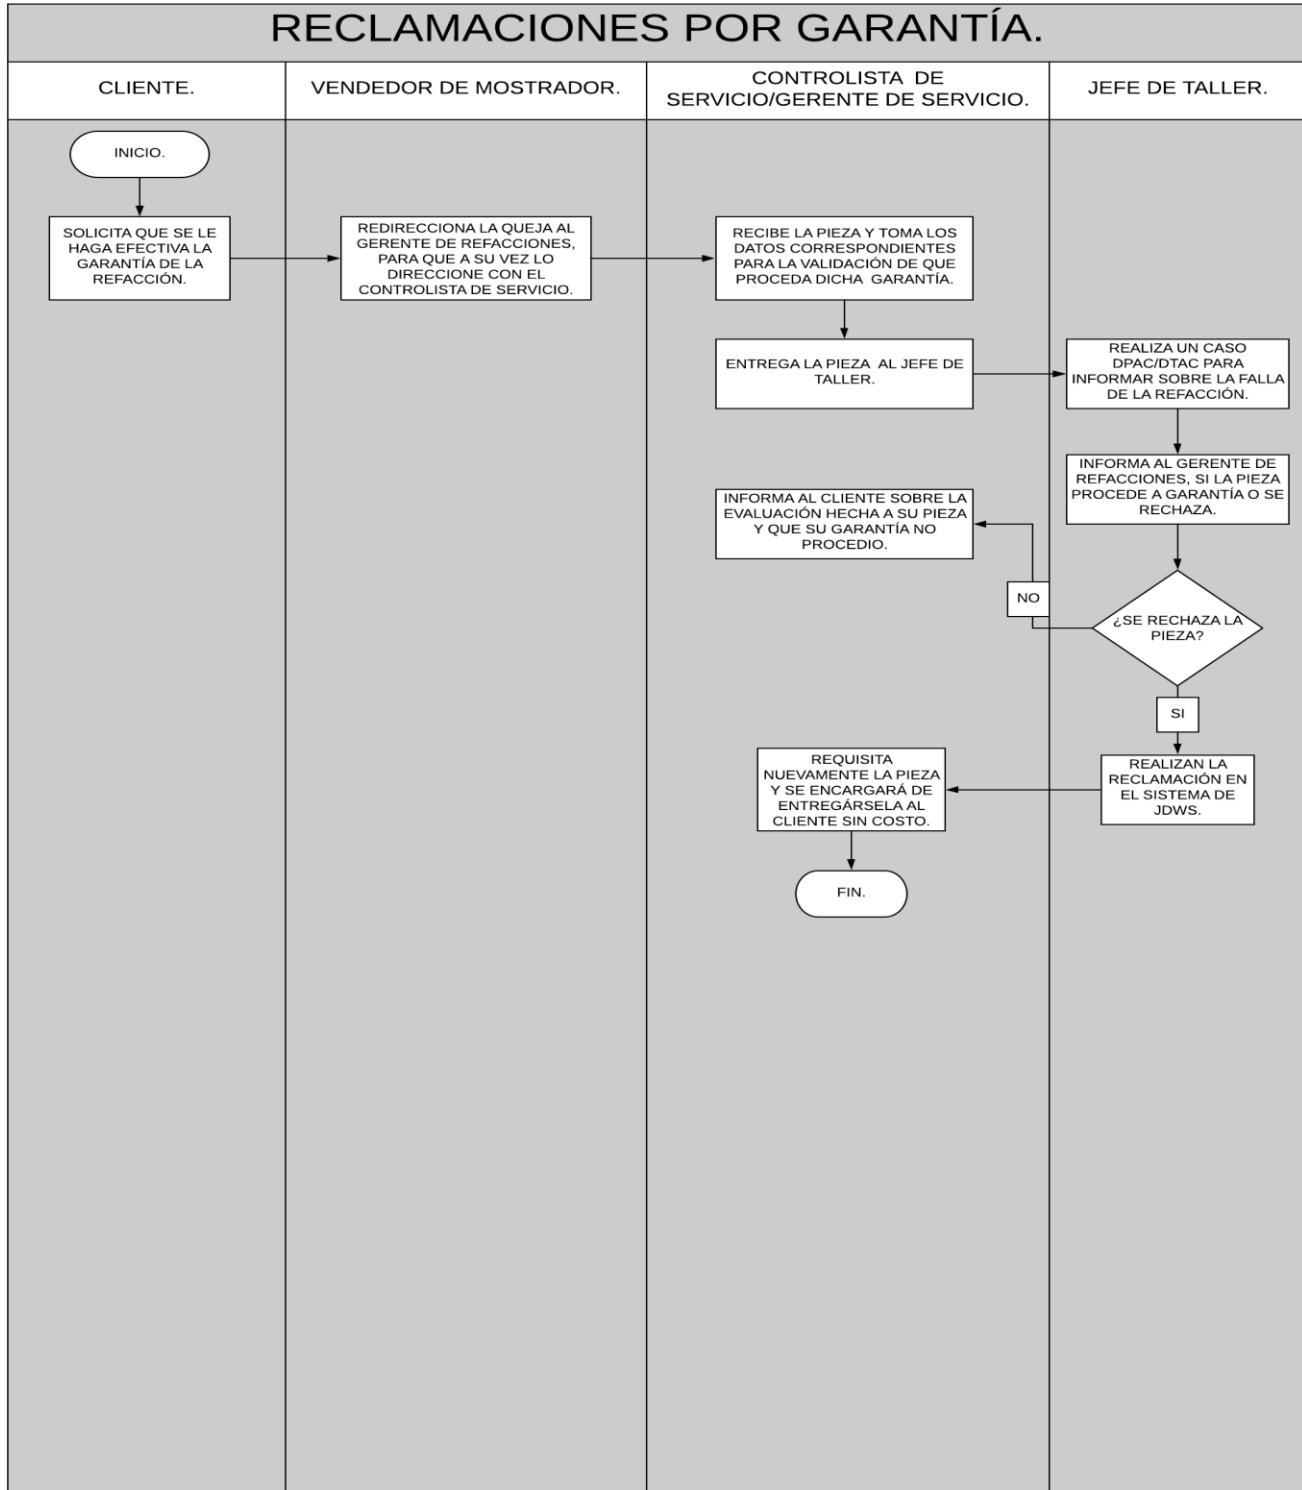 RECLAMACIONES POR GARANTÍA.
CLIENTE.
VENDEDOR DE MOSTRADOR.
CONTROLISTA DE
SERVICIO/GERENTE DE SERVICIO.
JEFE DE TALLER.
INICIO.
SOLICITA QUE SE LE
HAGA EFECTIVA LA
GARANTÍA DE LA
REFACCIÓN.
REDIRECCIONA LA QUEJA AL
GERENTE DE REFACCIONES,
PARA QUE A SU VEZ LO
DIRECCIONE CON EL
CONTROLISTA DE SERVICIO.
RECIBE LA PIEZA Y TOMA LOS
DATOS CORRESPONDIENTES
PARA LA VALIDACIÓN DE QUE
PROCEDA DICHA GARANTÍA.
ENTREGA LA PIEZA AL JEFE DE
TALLER.
REALIZA UN CASO
DPAC/DTAC PARA
INFORMAR SOBRE LA FALLA
DE LA REFACCIÓN.
INFORMA AL GERENTE DE
REFACCIONES, SI LA PIEZA
PROCEDE A GARANTÍA O SE
RECHAZA.
INFORMA AL CLIENTE SOBRE LA
EVALUACIÓN HECHA A SU PIEZA
Y QUE SU GARANTÍA NO
PROCEDIO.
NO
¿SE RECHAZA LA
PIEZA?
SI
REALIZAN LA
RECLAMACIÓN EN
EL SISTEMA DE
JDWS.
REQUISITA
NUEVAMENTE LA PIEZA
Y SE ENCARGARÁ DE
ENTREGÁRSELA AL
CLIENTE SIN COSTO.
FIN.